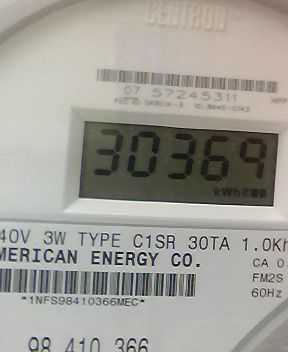 CENTRON
07 57245311
30369
kWh
40V 3W TYPE C1SR 30TA 1.0Kh
MERICAN ENERGY CO.
CA 0
FM2S
60Hz
*1NFS98410366MEC*
98 410 366